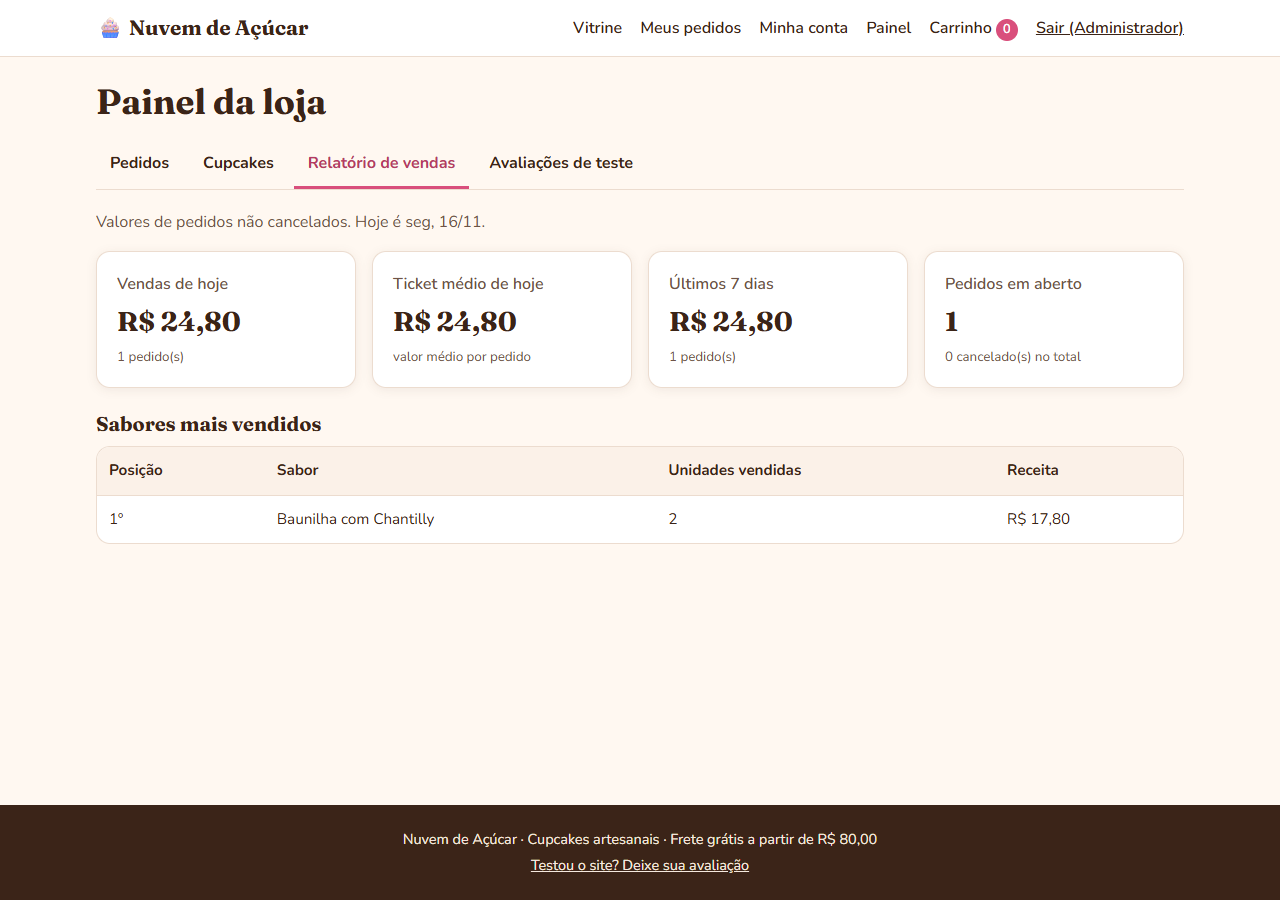 Nuvem de Açúcar
Vitrine Meus pedidos Minha conta Painel Carrinho 0 Sair (Administrador)
Painel da loja
Pedidos Cupcakes Relatório de vendas Avaliações de teste
Valores de pedidos não cancelados. Hoje é seg, 16/11.
Vendas de hoje
R$ 24,80
1 pedido(s)
Ticket médio de hoje
R$ 24,80
valor médio por pedido
Últimos 7 dias
R$ 24,80
1 pedido(s)
Pedidos em aberto
1
0 cancelado(s) no total
Sabores mais vendidos
Posição Sabor Unidades vendidas Receita
1º Baunilha com Chantilly 2 R$ 17,80
Nuvem de Açúcar · Cupcakes artesanais · Frete grátis a partir de R$ 80,00
Testou o site? Deixe sua avaliação